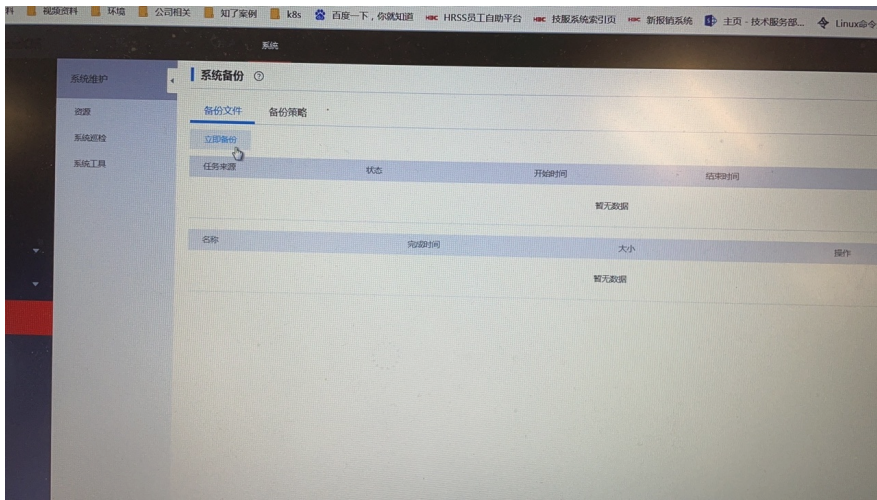 料 视频资料 环境 公司相关 知了案例 k8s 百度一下，你就知道 H3C HRSS员工自助平台 H3C 技服系统索引页 H3C 新报销系统 主页 - 技术服务部... Linux命令
系统
系统维护
系统备份
资源
系统巡检
系统工具
备份文件 备份策略
立即备份
任务来源 状态 开始时间 结束时间
暂无数据
名称 完成时间 大小 操作
暂无数据